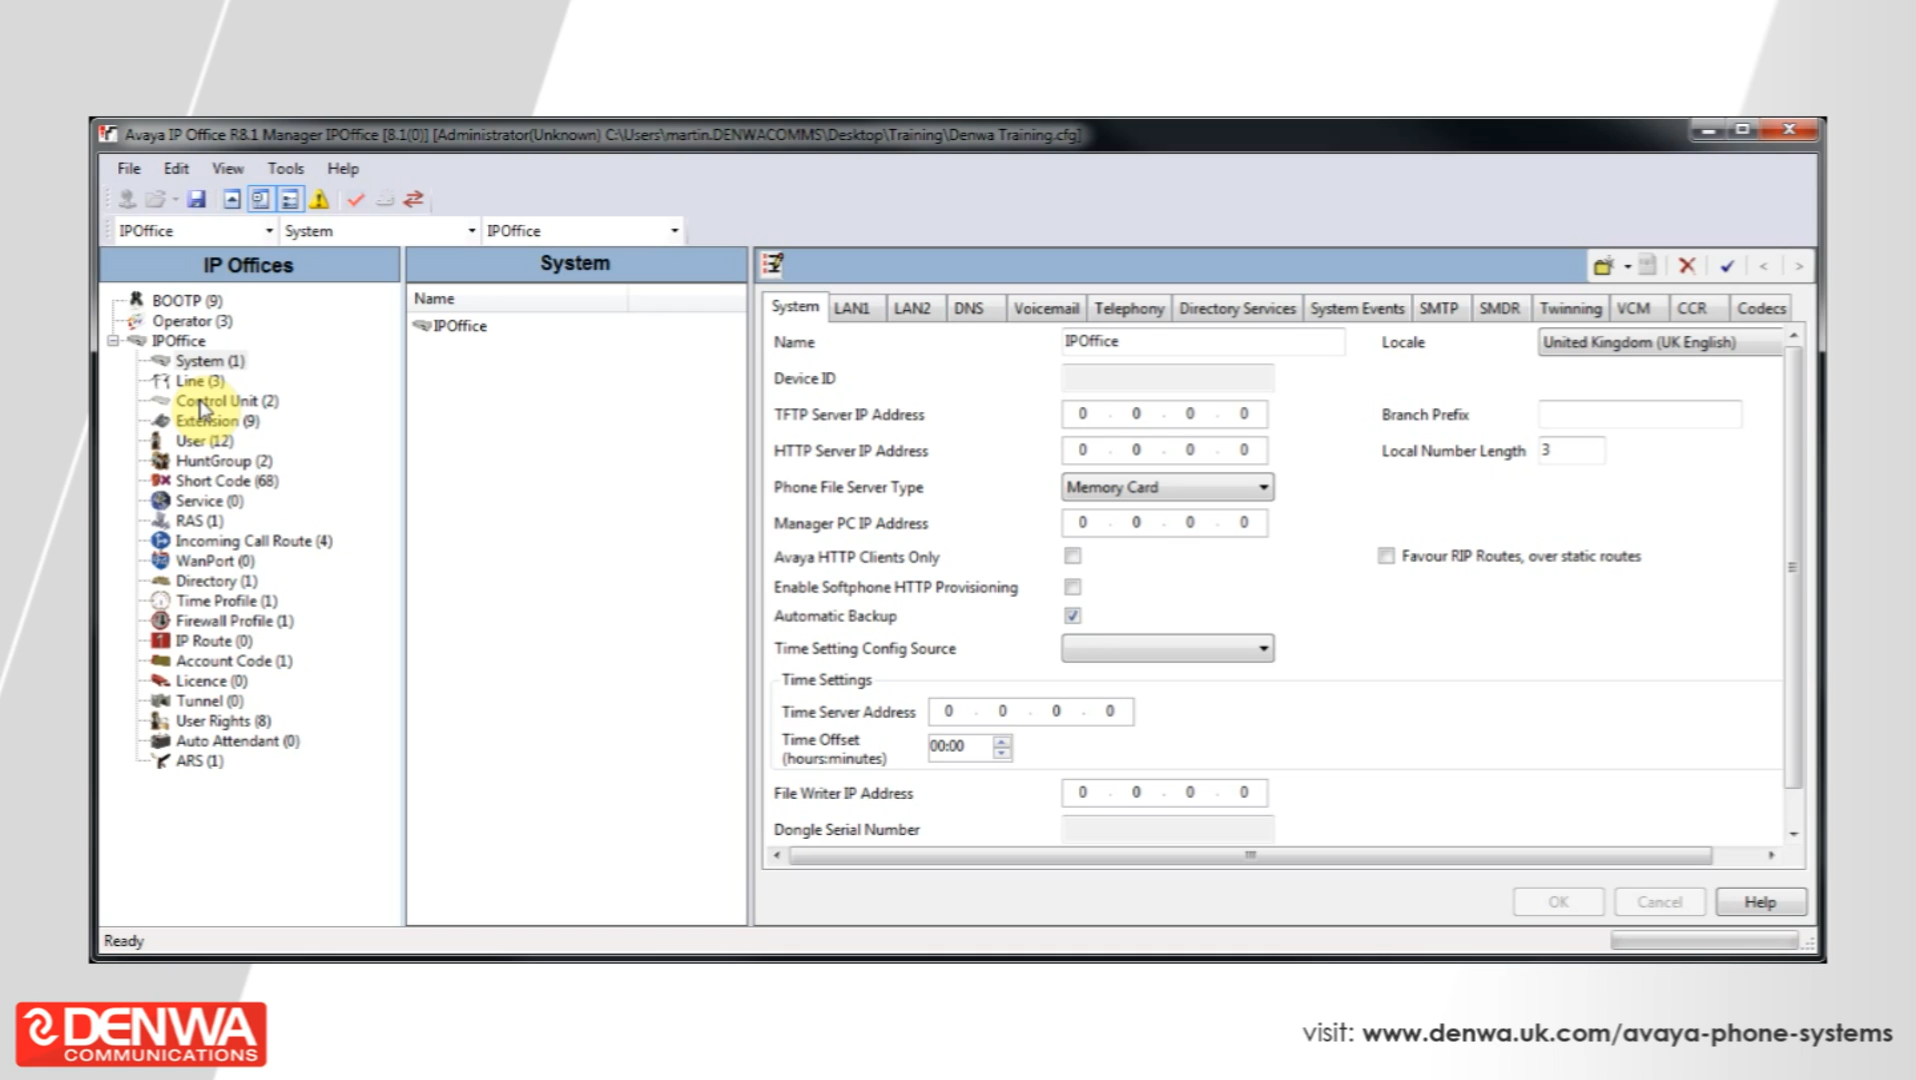 Avaya IP Office R8.1 Manager IPOffice [8.1(0)] [Administrator(Unknown) C:\Users\martin.DENWACOMMS\Desktop\Training\Denwa Training.cfg]
File Edit View Tools Help
IPOffice System IPOffice
IP Offices
BOOTP (9)
Operator (3)
IPOffice
System (1)
Line (3)
Control Unit (2)
Extension (9)
User (12)
HuntGroup (2)
Short Code (68)
Service (0)
RAS (1)
Incoming Call Route (4)
WanPort (0)
Directory (1)
Time Profile (1)
Firewall Profile (1)
IP Route (0)
Account Code (1)
Licence (0)
Tunnel (0)
User Rights (8)
Auto Attendant (0)
ARS (1)
System
Name
IPOffice
System LAN1 LAN2 DNS Voicemail Telephony Directory Services System Events SMTP SMDR Twinning VCM CCR Codecs
Name IPOffice Locale United Kingdom (UK English)
Device ID
TFTP Server IP Address 0 . 0 . 0 . 0 Branch Prefix
HTTP Server IP Address 0 . 0 . 0 . 0 Local Number Length 3
Phone File Server Type Memory Card
Manager PC IP Address 0 . 0 . 0 . 0
Avaya HTTP Clients Only Favour RIP Routes, over static routes
Enable Softphone HTTP Provisioning
Automatic Backup
Time Setting Config Source
Time Settings
Time Server Address 0 . 0 . 0 . 0
Time Offset 00:00
(hours:minutes)
File Writer IP Address 0 . 0 . 0 . 0
Dongle Serial Number
OK Cancel Help
Ready
DENWA
COMMUNICATIONS
visit: www.denwa.uk.com/avaya-phone-systems